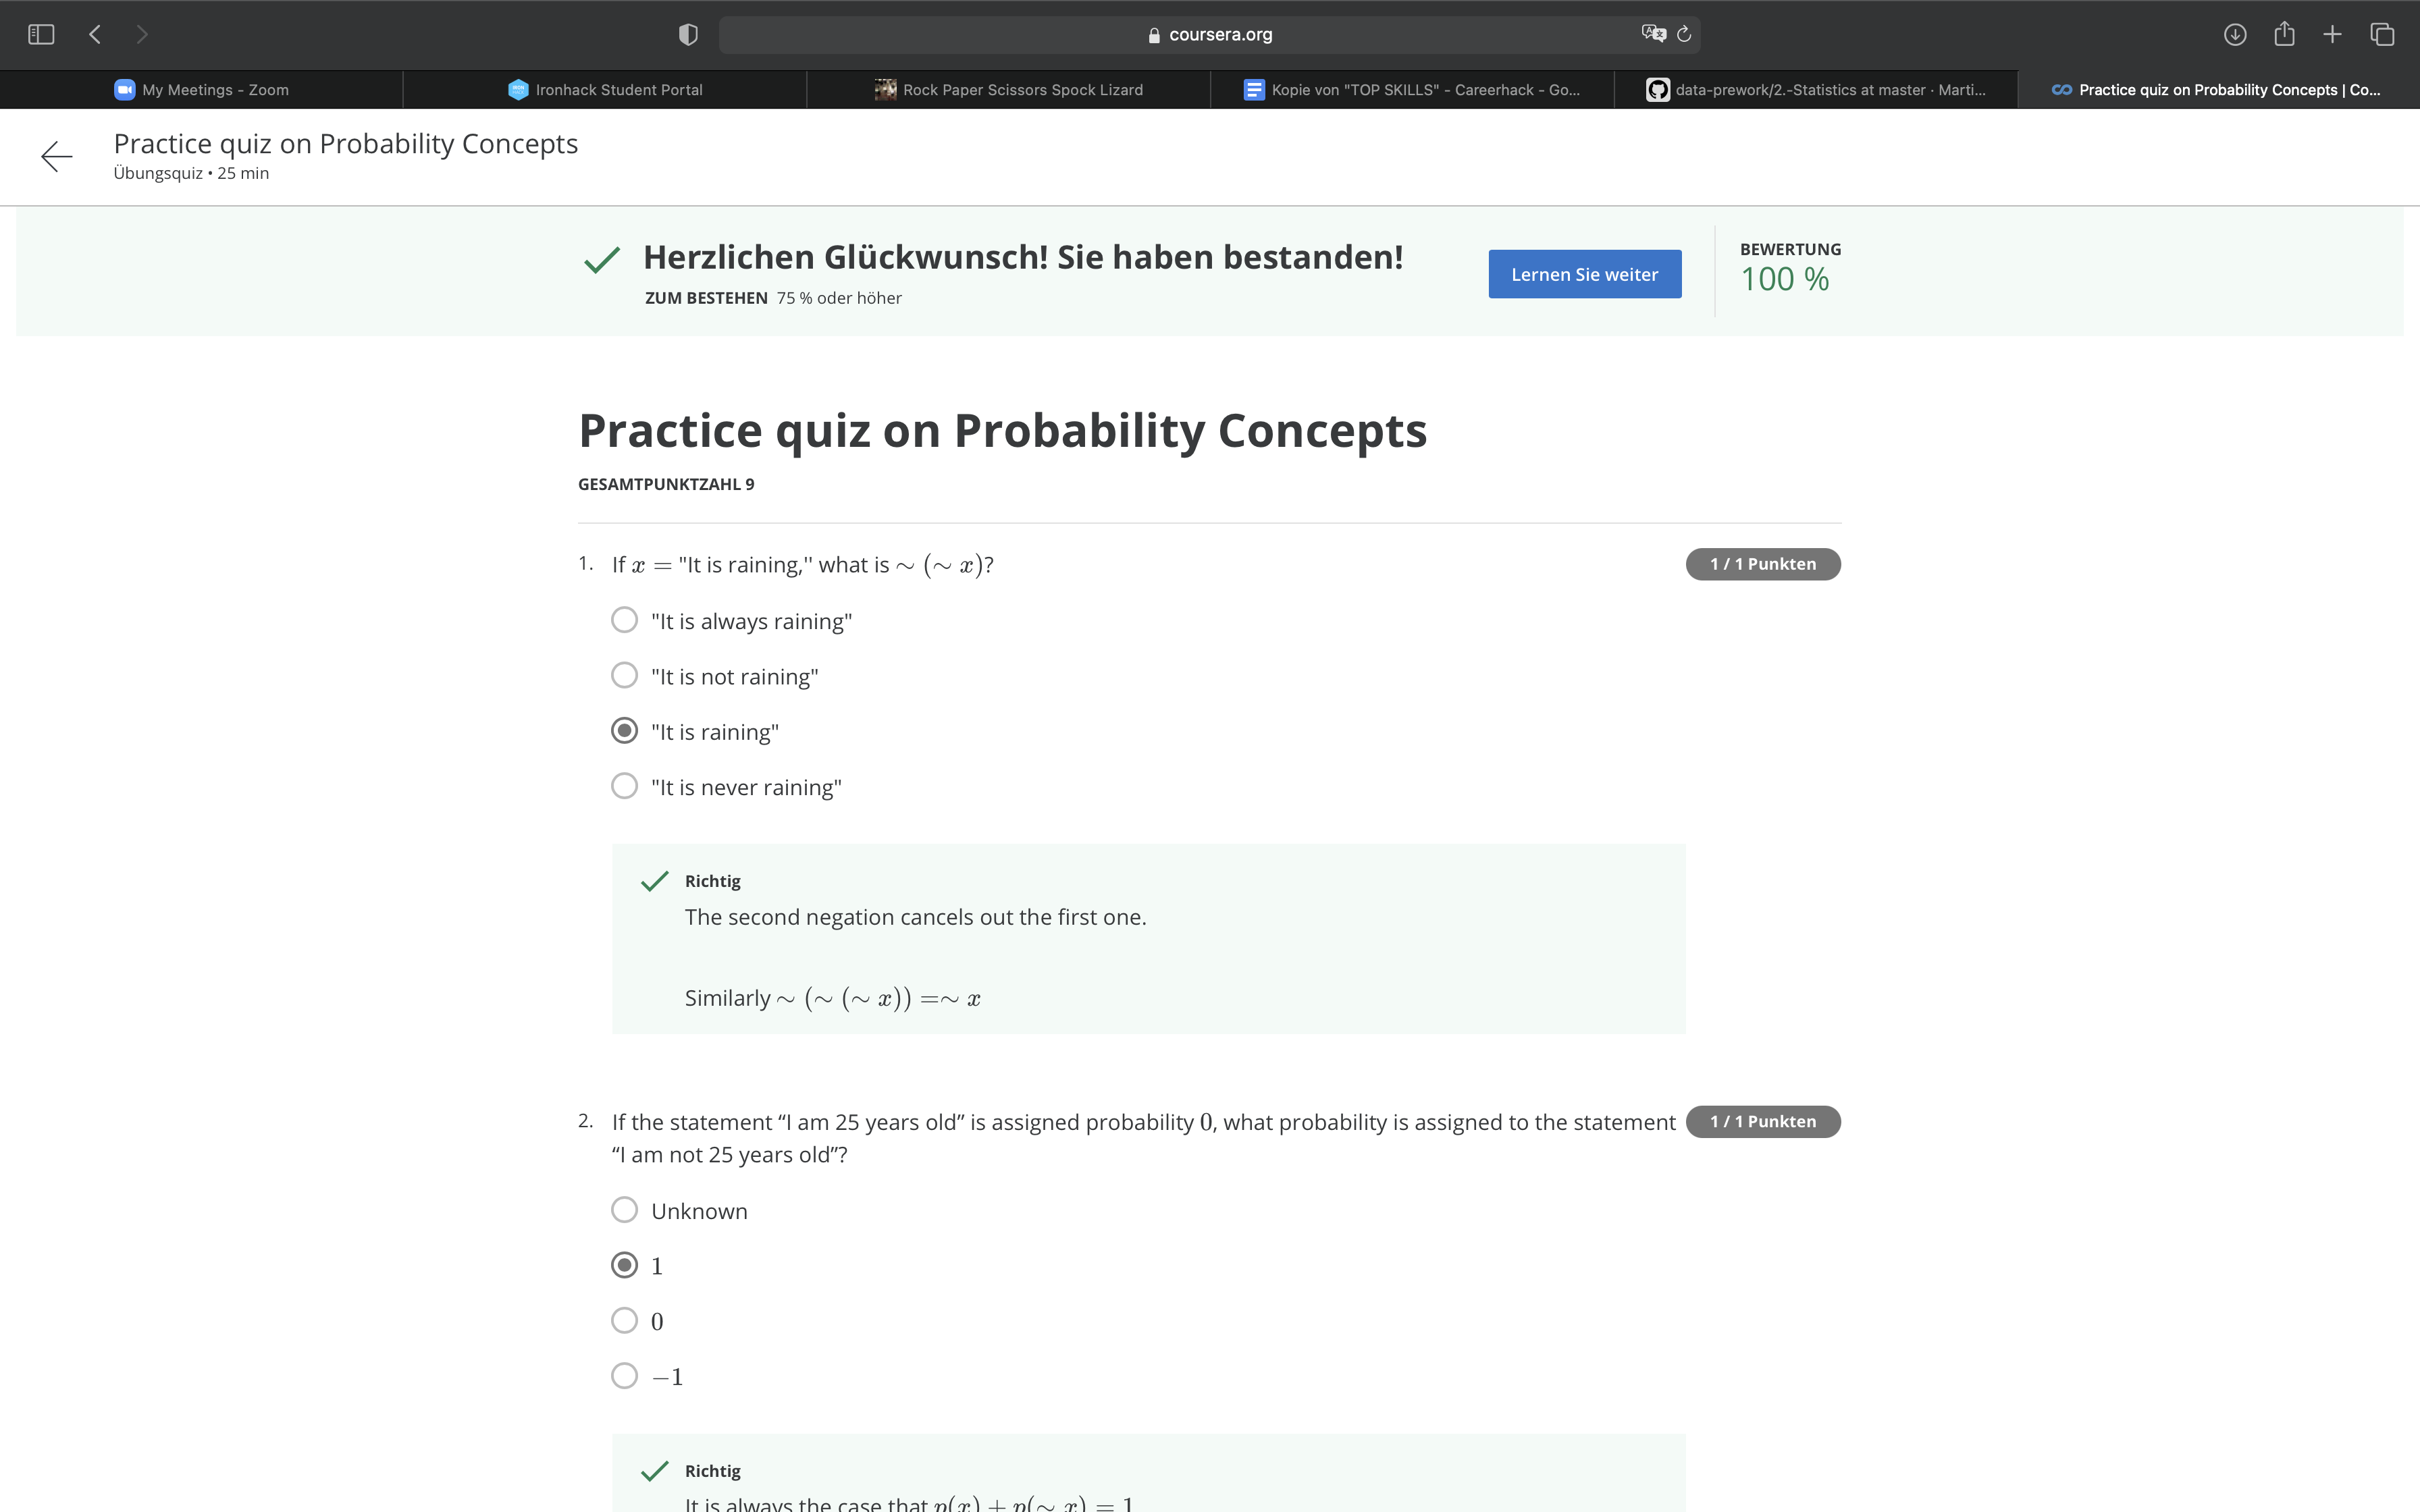 coursera.org
My Meetings - Zoom
Ironhack Student Portal
Rock Paper Scissors Spock Lizard
Kopie von "TOP SKILLS" - Careerhack - Go...
data-prework/2.-Statistics at master · Marti...
Practice quiz on Probability Concepts | Co...
Practice quiz on Probability Concepts
Übungsquiz • 25 min
Herzlichen Glückwunsch! Sie haben bestanden!
ZUM BESTEHEN 75 % oder höher
Lernen Sie weiter
BEWERTUNG
100 %
Practice quiz on Probability Concepts
GESAMTPUNKTZAHL 9
1. If x = "It is raining,'' what is ∼ (∼ x)?
1 / 1 Punkten
"It is always raining"
"It is not raining"
"It is raining"
"It is never raining"
Richtig
The second negation cancels out the first one.
Similarly ∼ (∼ (∼ x)) =∼ x
2. If the statement “I am 25 years old” is assigned probability 0, what probability is assigned to the statement
1 / 1 Punkten
“I am not 25 years old”?
Unknown
1
0
−1
Richtig
It is always the case that p(x) + p(∼ x) = 1